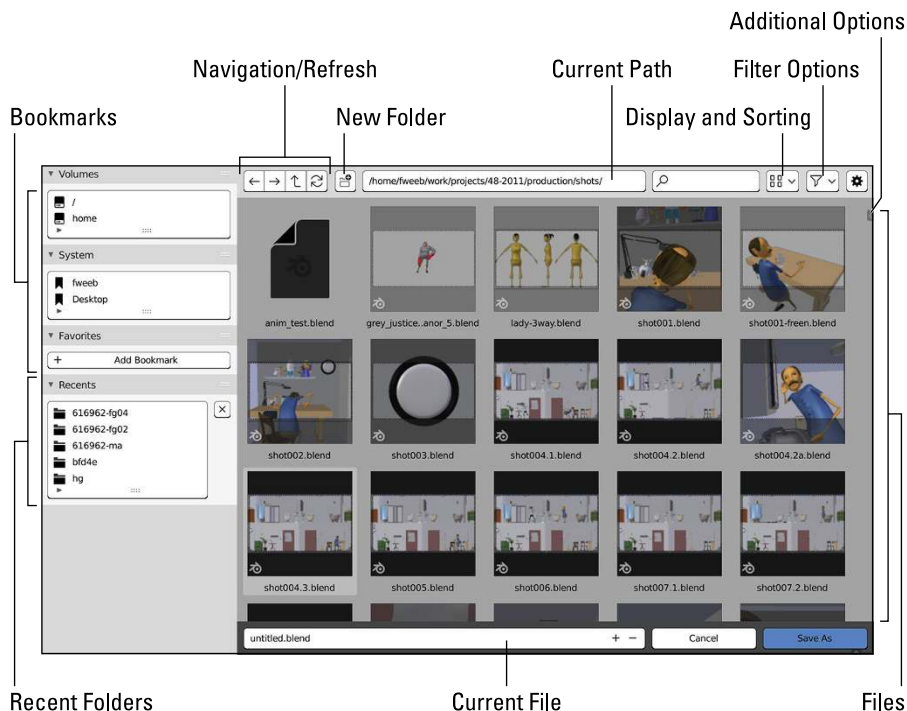 Additional Options
Navigation/Refresh
Current Path
Filter Options
Bookmarks
New Folder
Display and Sorting
Volumes
/
home
System
fweeb
Desktop
Favorites
+ Add Bookmark
Recents
616962-fg04
616962-fg02
616962-ma
bfd4e
hg
/home/fweeb/work/projects/48-2011/production/shots/
anim_test.blend
grey_justice..anor_5.blend
lady-3way.blend
shot001.blend
shot001-freen.blend
shot002.blend
shot003.blend
shot004.1.blend
shot004.2.blend
shot004.2a.blend
shot004.3.blend
shot005.blend
shot006.blend
shot007.1.blend
shot007.2.blend
untitled.blend
+ −
Cancel
Save As
Recent Folders
Current File
Files